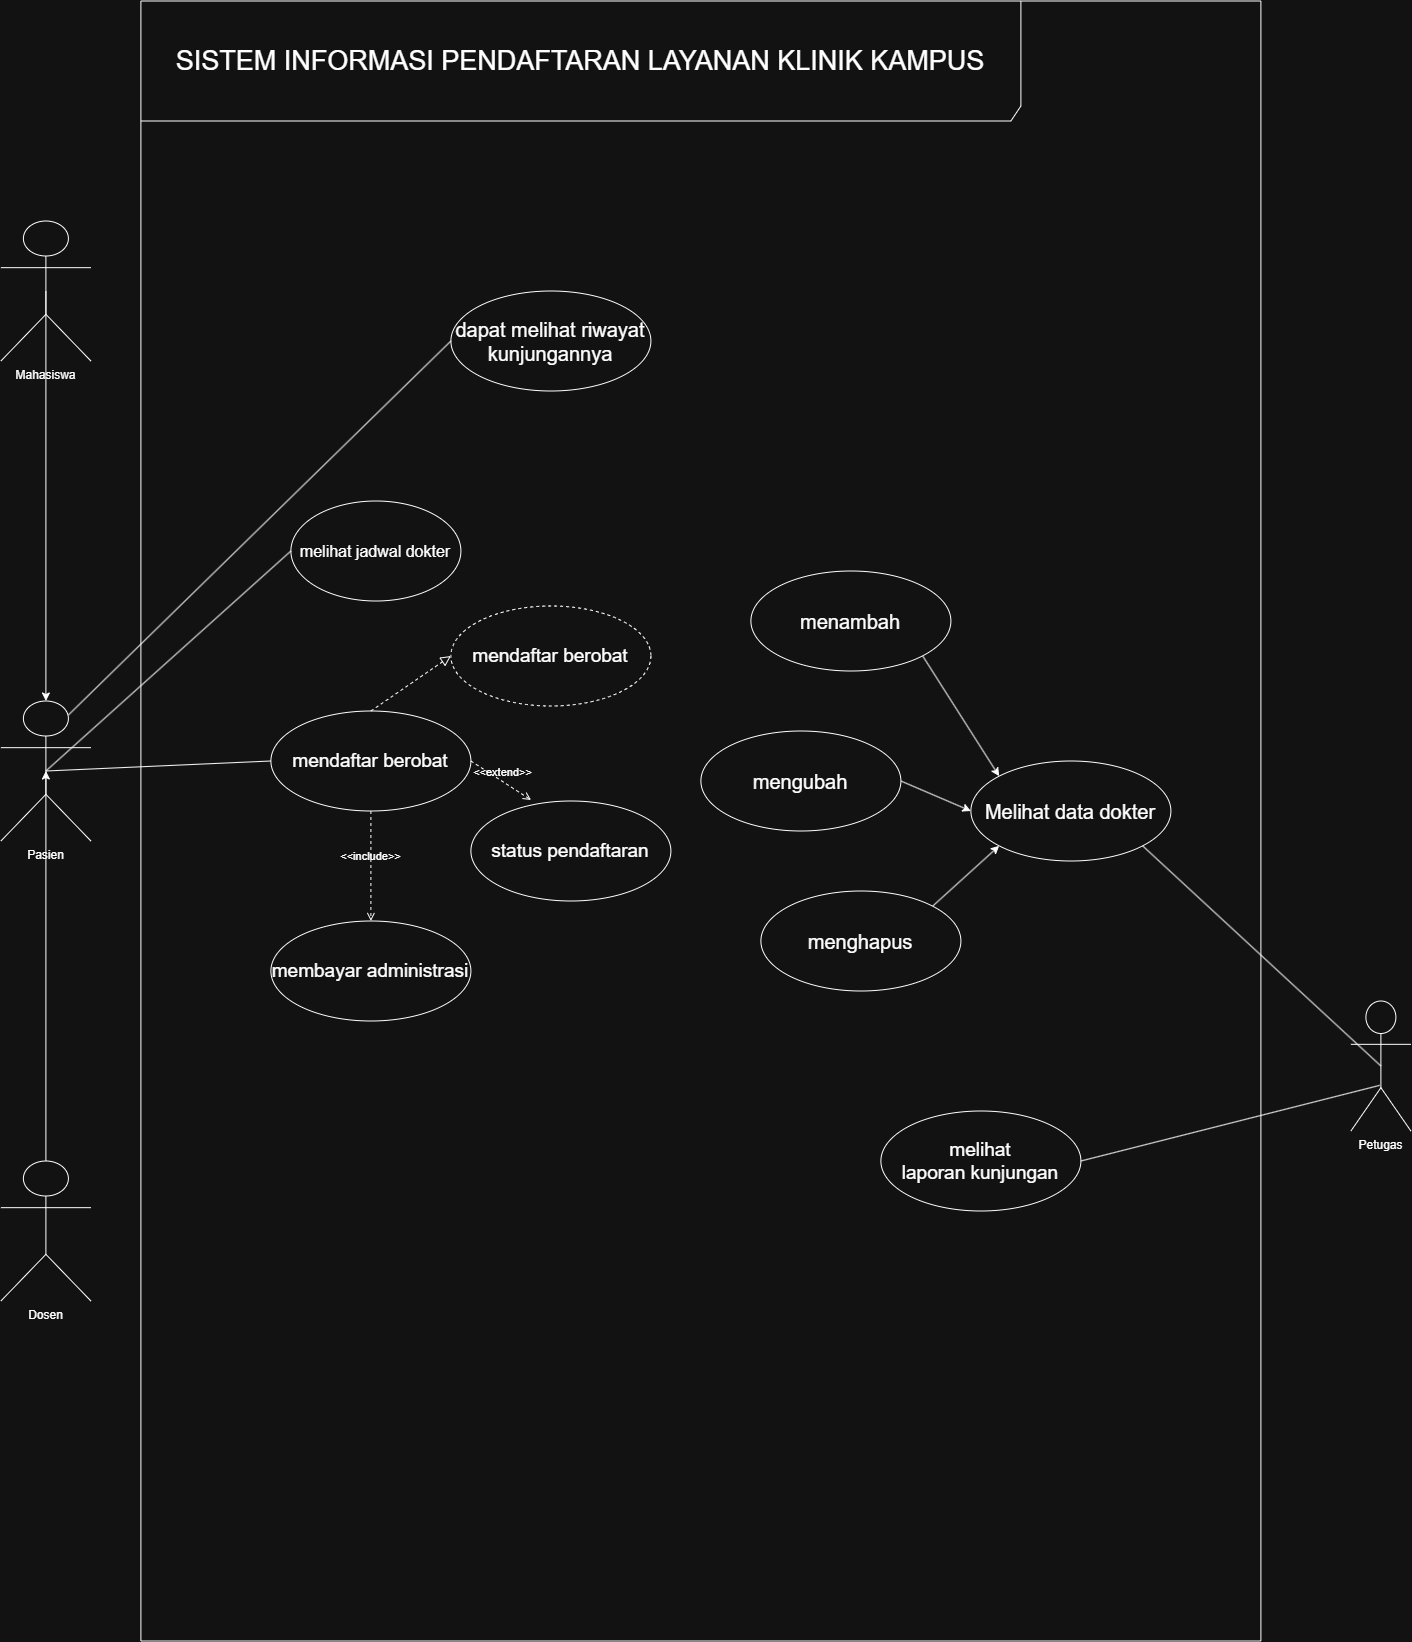 SISTEM INFORMASI PENDAFTARAN LAYANAN KLINIK KAMPUS
Mahasiswa
dapat melihat riwayat
kunjungannya
melihat jadwal dokter
menambah
mendaftar berobat
mendaftar berobat
<<extend>>
mengubah
Melihat data dokter
status pendaftaran
<<include>>
Pasien
menghapus
membayar administrasi
Petugas
melihat
laporan kunjungan
Dosen